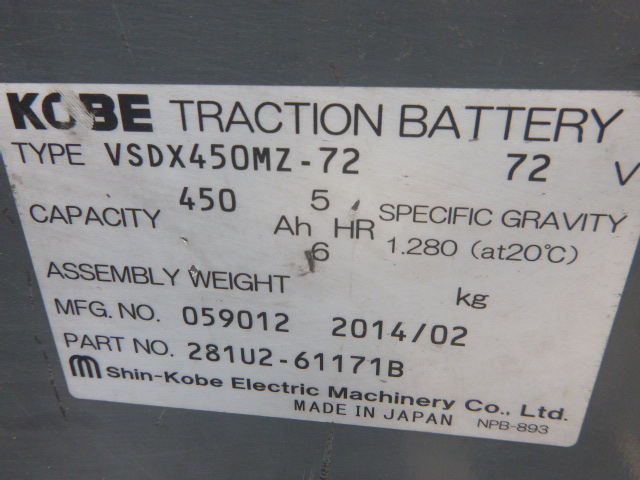 KOBE TRACTION BATTERY
TYPE VSDX450MZ-72 72 V
CAPACITY 450 Ah 5 HR SPECIFIC GRAVITY
6 1.280 (at20℃)
ASSEMBLY WEIGHT kg
MFG. NO. 059012 2014/02
PART NO. 281U2-61171B
Shin-Kobe Electric Machinery Co., Ltd.
MADE IN JAPAN NPB-893